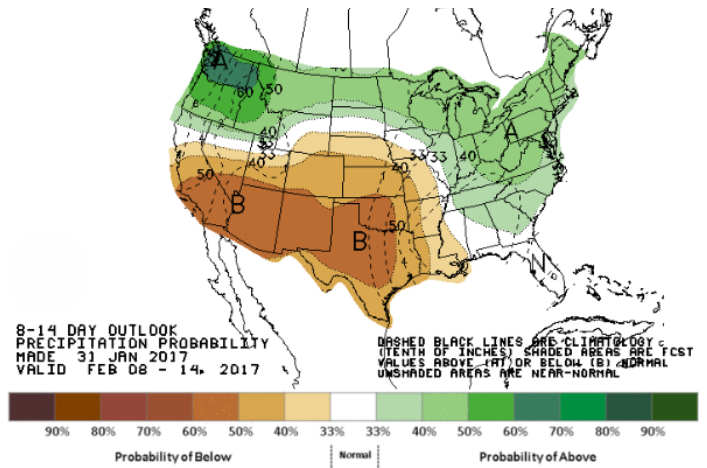 A
60
50
40
33
33
40
50
B
B
50
40
33
33
40
A
N
8-14 DAY OUTLOOK
PRECIPITATION PROBABILITY
MADE 31 JAN 2017
VALID FEB 08 - 14, 2017
DASHED BLACK LINES ARE CLIMATOLOGY
(TENTH OF INCHES) SHADED AREAS ARE FCST
VALUES ABOVE (A) OR BELOW (B) NORMAL
UNSHADED AREAS ARE NEAR-NORMAL
90% 80% 70% 60% 50% 40% 33% 33% 40% 50% 60% 70% 80% 90%
Probability of Below Normal Probability of Above